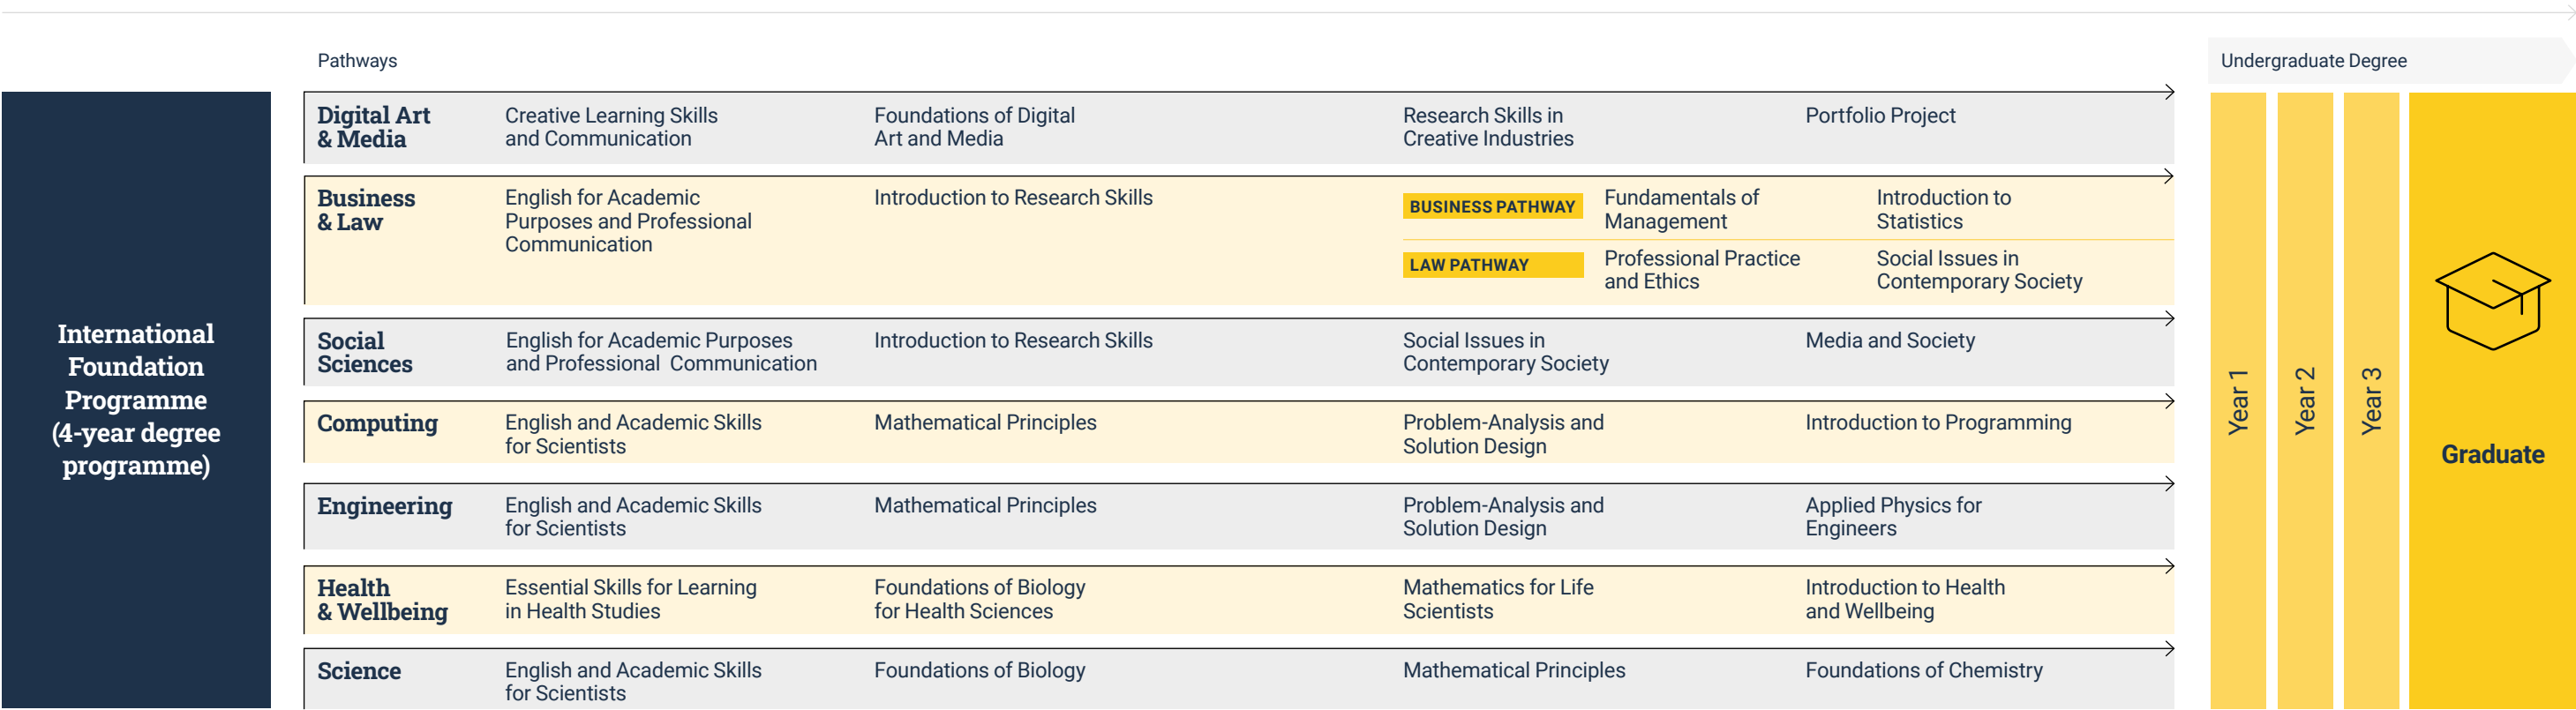 Pathways
Undergraduate Degree
International
Foundation
Programme
(4-year degree
programme)
Digital Art
& Media
Creative Learning Skills
and Communication
Foundations of Digital
Art and Media
Research Skills in
Creative Industries
Portfolio Project
Business
& Law
English for Academic
Purposes and Professional
Communication
Introduction to Research Skills
BUSINESS PATHWAY
Fundamentals of
Management
Introduction to
Statistics
LAW PATHWAY
Professional Practice
and Ethics
Social Issues in
Contemporary Society
Social
Sciences
English for Academic Purposes
and Professional Communication
Introduction to Research Skills
Social Issues in
Contemporary Society
Media and Society
Computing
English and Academic Skills
for Scientists
Mathematical Principles
Problem-Analysis and
Solution Design
Introduction to Programming
Engineering
English and Academic Skills
for Scientists
Mathematical Principles
Problem-Analysis and
Solution Design
Applied Physics for
Engineers
Health
& Wellbeing
Essential Skills for Learning
in Health Studies
Foundations of Biology
for Health Sciences
Mathematics for Life
Scientists
Introduction to Health
and Wellbeing
Science
English and Academic Skills
for Scientists
Foundations of Biology
Mathematical Principles
Foundations of Chemistry
Year 1
Year 2
Year 3
Graduate